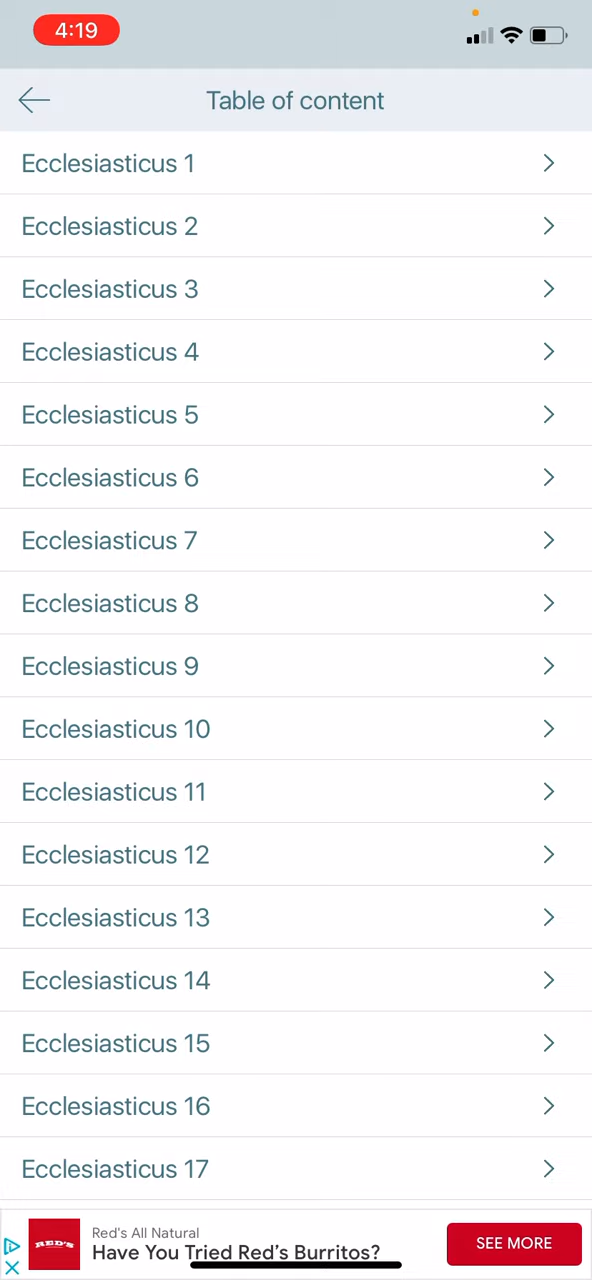 4:19
Table of content
Ecclesiasticus 1
Ecclesiasticus 2
Ecclesiasticus 3
Ecclesiasticus 4
Ecclesiasticus 5
Ecclesiasticus 6
Ecclesiasticus 7
Ecclesiasticus 8
Ecclesiasticus 9
Ecclesiasticus 10
Ecclesiasticus 11
Ecclesiasticus 12
Ecclesiasticus 13
Ecclesiasticus 14
Ecclesiasticus 15
Ecclesiasticus 16
Ecclesiasticus 17
RED'S
Red's All Natural
Have You Tried Red's Burritos?
SEE MORE